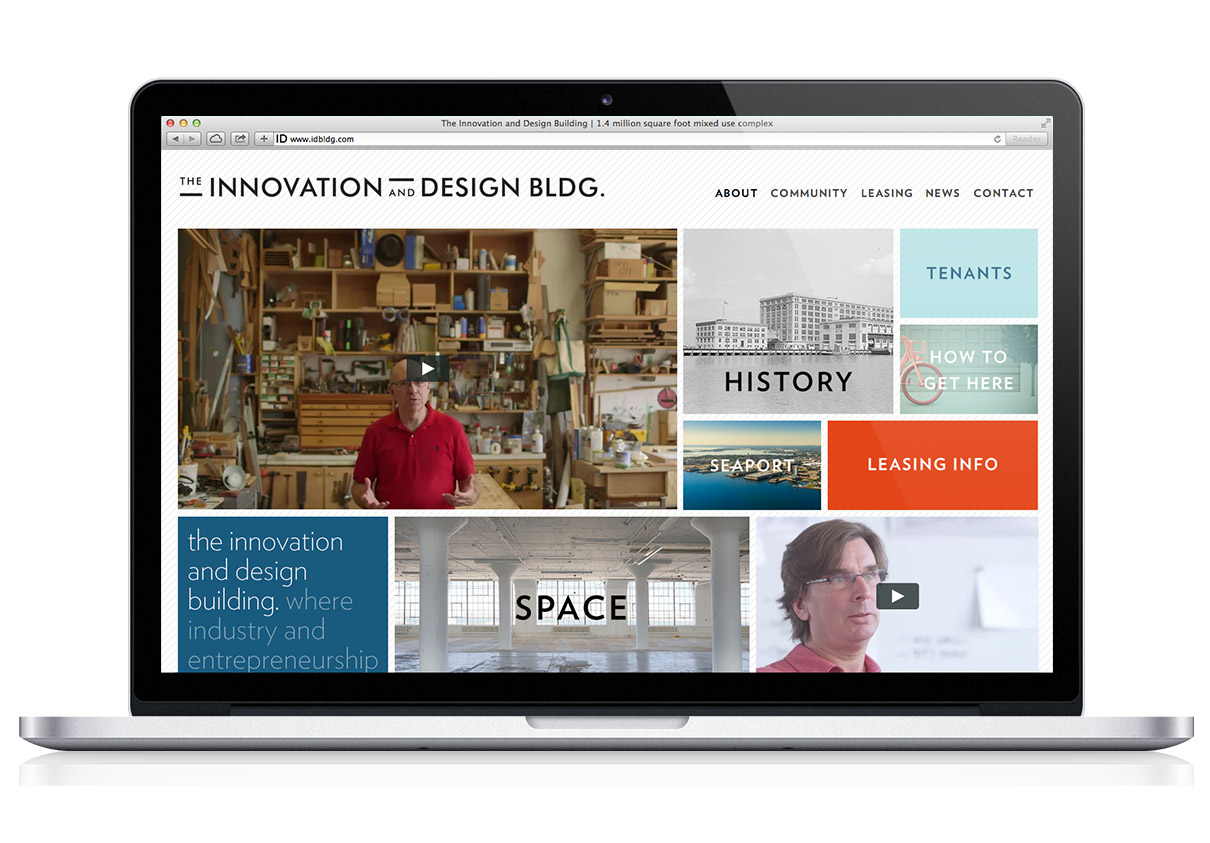 The Innovation and Design Building | 1.4 million square foot mixed use complex
ID www.idbldg.com
Reader
THE INNOVATION AND DESIGN BLDG.
ABOUT COMMUNITY LEASING NEWS CONTACT
TENANTS
HISTORY
HOW TO
GET HERE
SEAPORT
LEASING INFO
the innovation
and design
building. where
industry and
entrepreneurship
SPACE